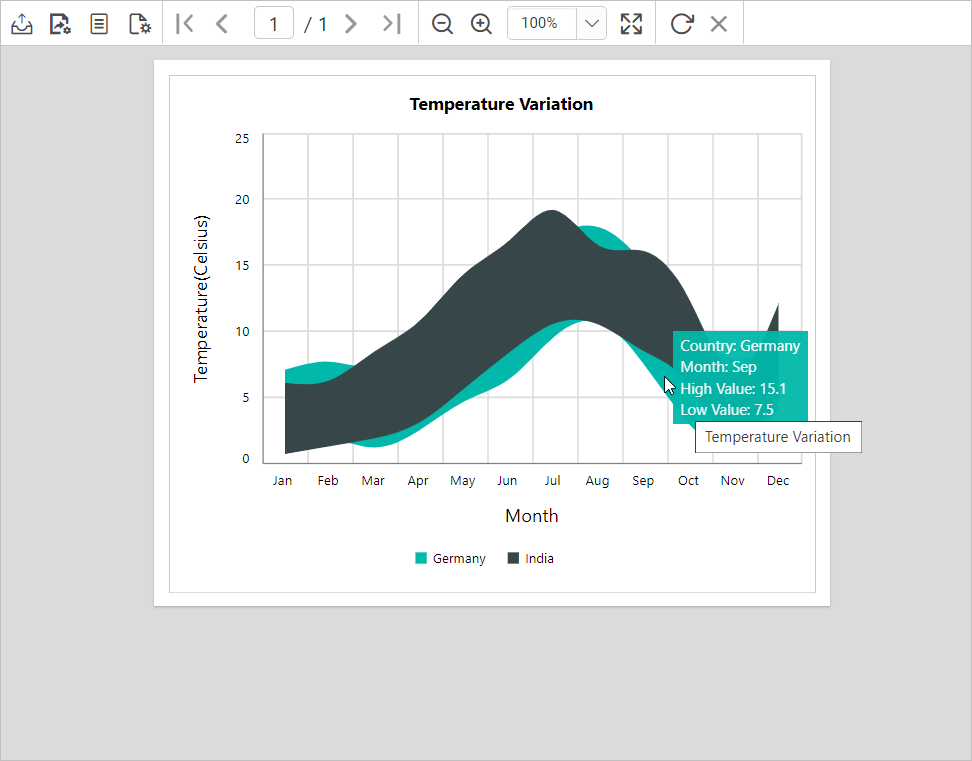 1 / 1 100%
Temperature Variation
25
20
15
10
5
0
Temperature(Celsius)
Country: Germany
Month: Sep
High Value: 15.1
Low Value: 7.5
Temperature Variation
Jan Feb Mar Apr May Jun Jul Aug Sep Oct Nov Dec
Month
Germany India